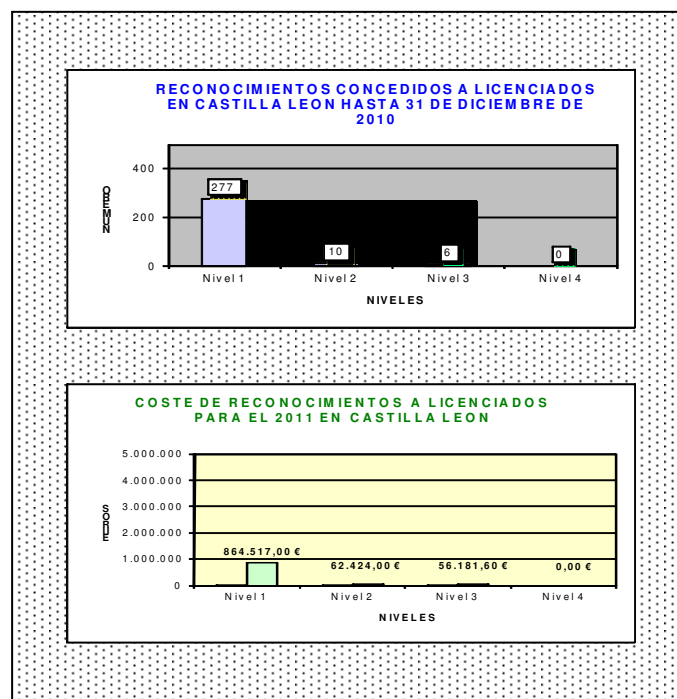 RECONOCIMIENTOS CONCEDIDOS A LICENCIADOS
EN CASTILLA LEON HASTA 31 DE DICIEMBRE DE
2010
NUMERO
400
200
0
277
10
6
0
Nivel 1 Nivel 2 Nivel 3 Nivel 4
NIVELES
COSTE DE RECONOCIMIENTOS A LICENCIADOS
PARA EL 2011 EN CASTILLA LEON
EUROS
5.000.000
4.000.000
3.000.000
2.000.000
1.000.000
0
864.517,00 €
62.424,00 €
56.181,60 €
0,00 €
Nivel 1 Nivel 2 Nivel 3 Nivel 4
NIVELES